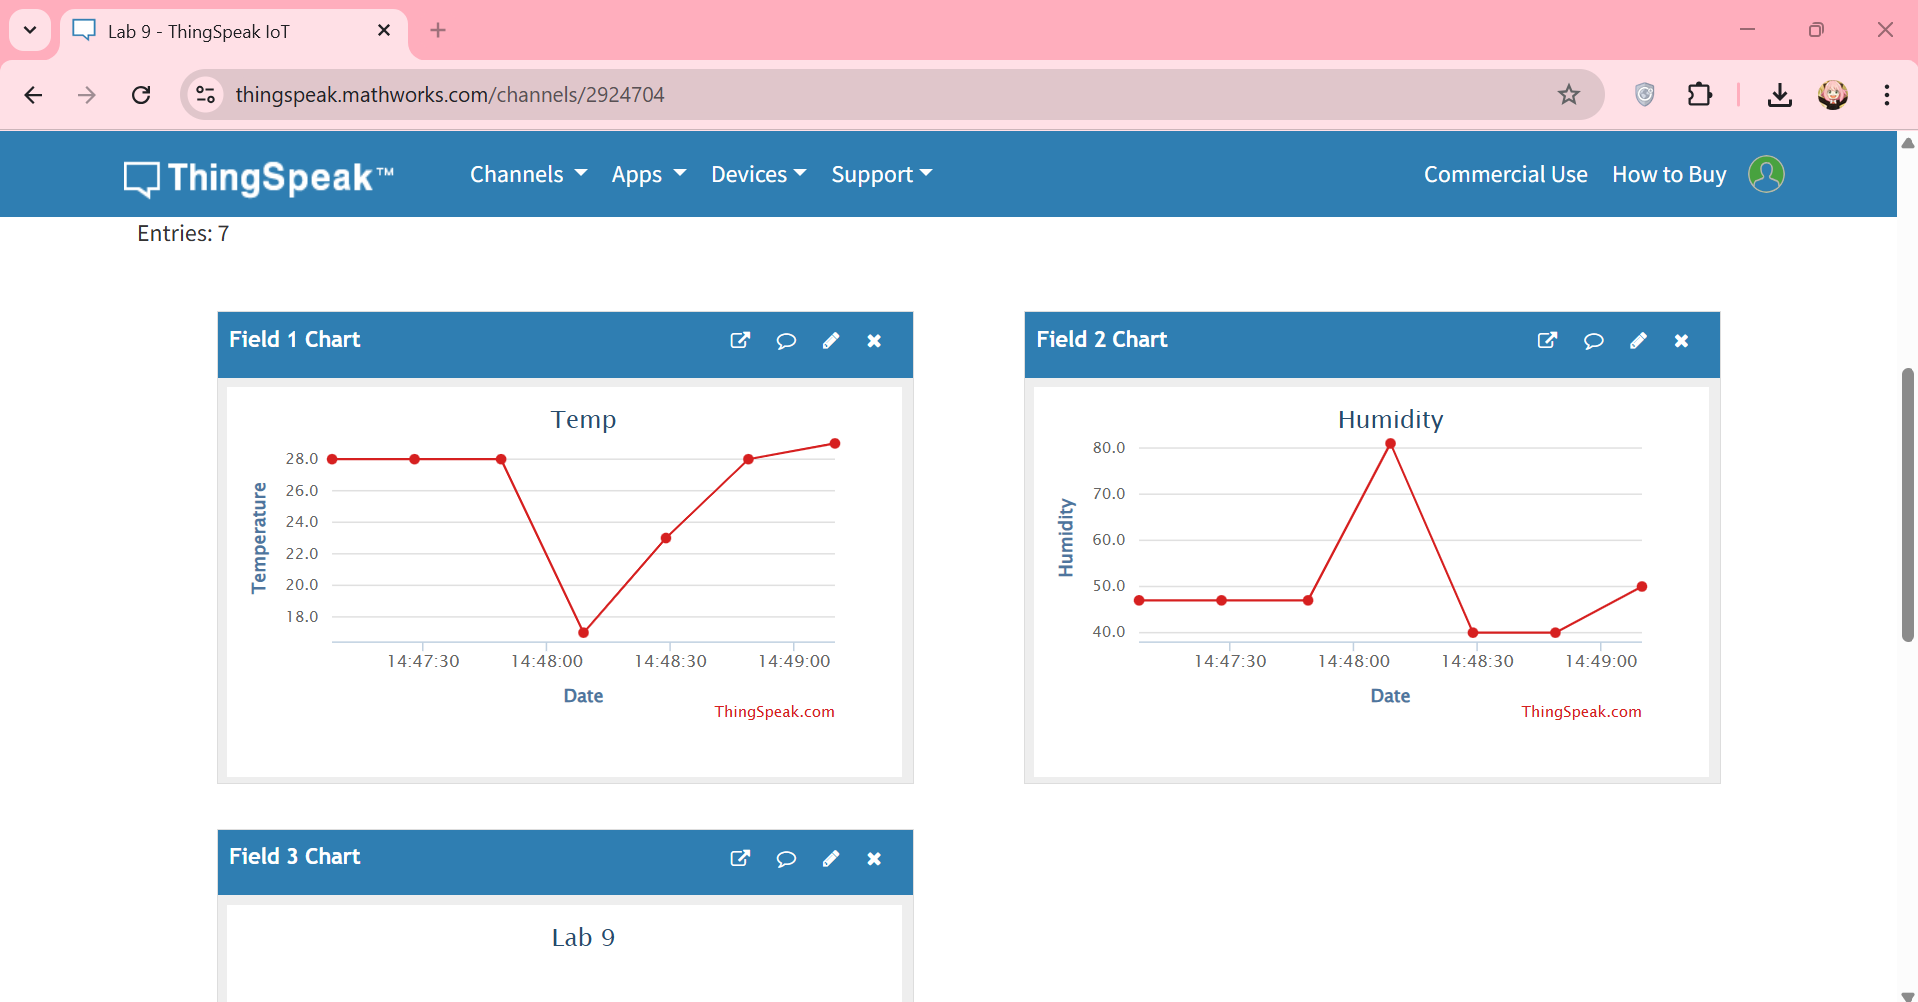 Lab 9 - ThingSpeak IoT
thingspeak.mathworks.com/channels/2924704
ThingSpeak™ Channels Apps Devices Support Commercial Use How to Buy
Entries: 7
Field 1 Chart
Temp
Temperature
28.0
26.0
24.0
22.0
20.0
18.0
14:47:30 14:48:00 14:48:30 14:49:00
Date
ThingSpeak.com
Field 2 Chart
Humidity
Humidity
80.0
70.0
60.0
50.0
40.0
14:47:30 14:48:00 14:48:30 14:49:00
Date
ThingSpeak.com
Field 3 Chart
Lab 9